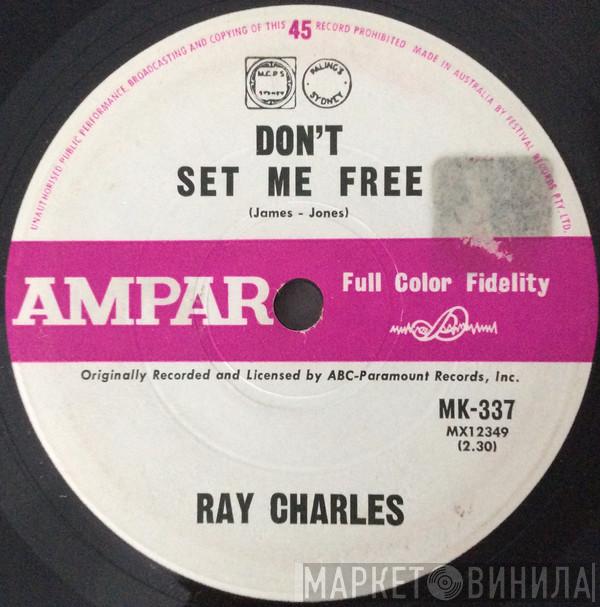 UNAUTHORISED PUBLIC PERFORMANCE, BROADCASTING AND COPYING OF THIS 45 RECORD PROHIBITED MADE IN AUSTRALIA BY FESTIVAL RECORDS PTY. LTD.
M.C.P.S
PALING'S
SYDNEY
DON'T
SET ME FREE
(James - Jones)
AMPAR
Full Color Fidelity
Originally Recorded and Licensed by ABC-Paramount Records, Inc.
MK-337
MX12349
(2.30)
RAY CHARLES
МАРКЕТ ВИНИЛА